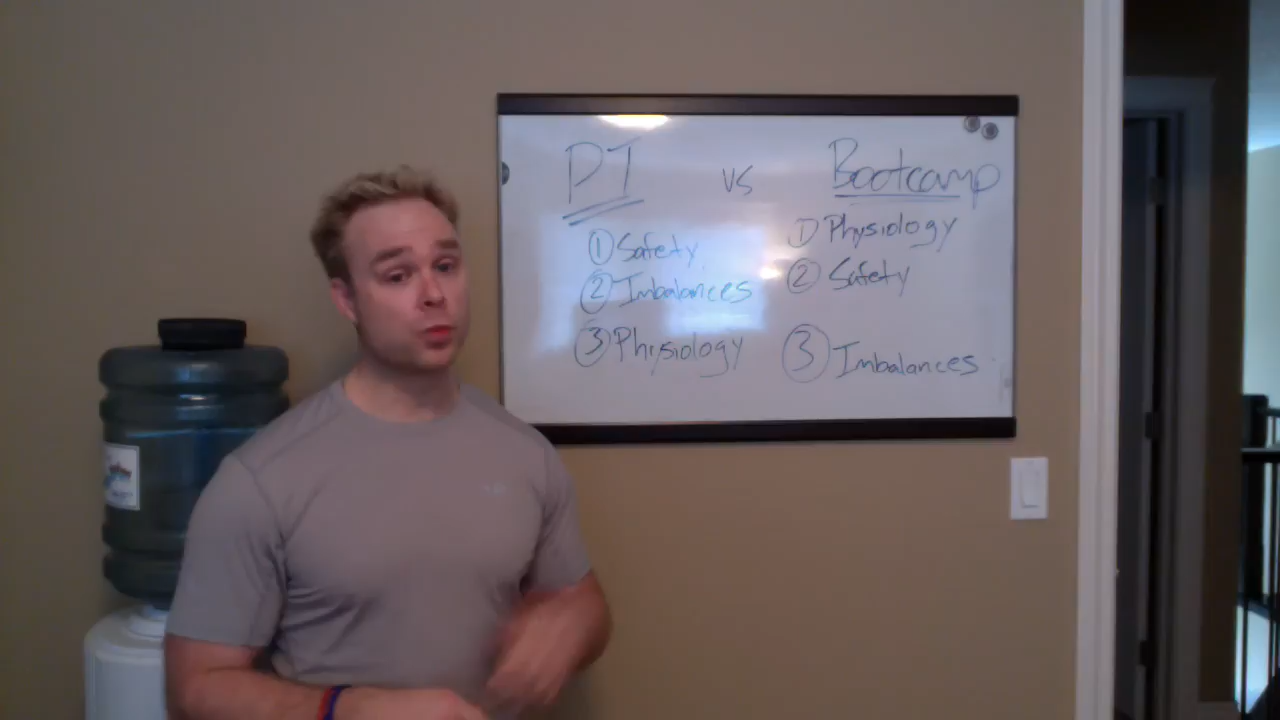 PT vs Bootcamp
① Safety
② Imbalances
③ Physiology
① Physiology
② Safety
③ Imbalances